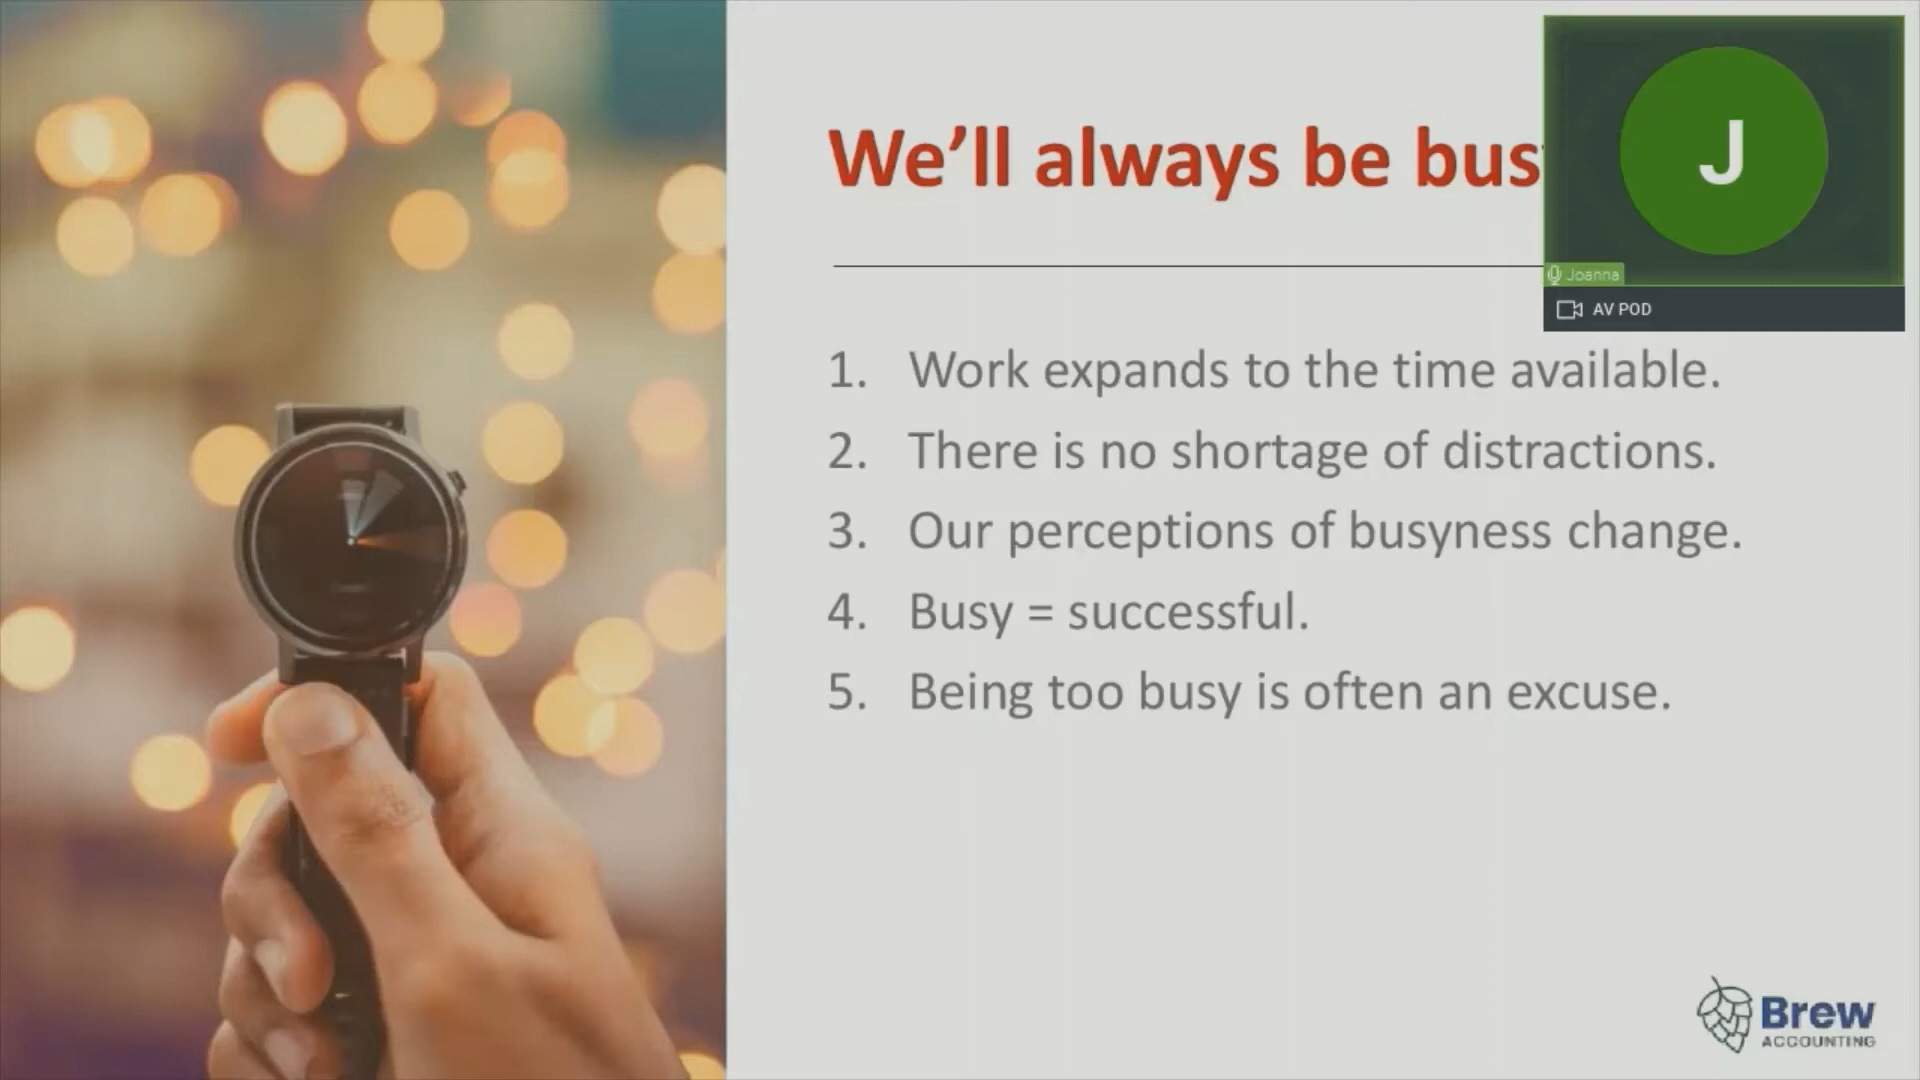 We'll always be bus
J
Joanna
AV POD
1. Work expands to the time available.
2. There is no shortage of distractions.
3. Our perceptions of busyness change.
4. Busy = successful.
5. Being too busy is often an excuse.
Brew
ACCOUNTING